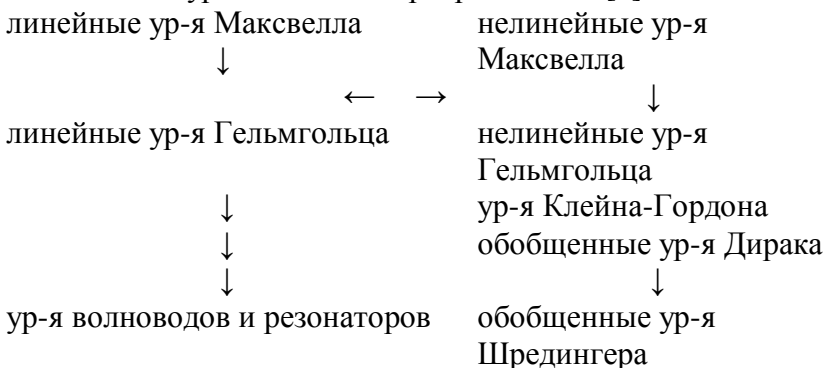 линейные ур-я Максвелла
нелинейные ур-я
Максвелла
↓
← →
↓
линейные ур-я Гельмгольца
нелинейные ур-я
Гельмгольца
↓
ур-я Клейна-Гордона
↓
обобщенные ур-я Дирака
↓
↓
ур-я волноводов и резонаторов
обобщенные ур-я
Шредингера